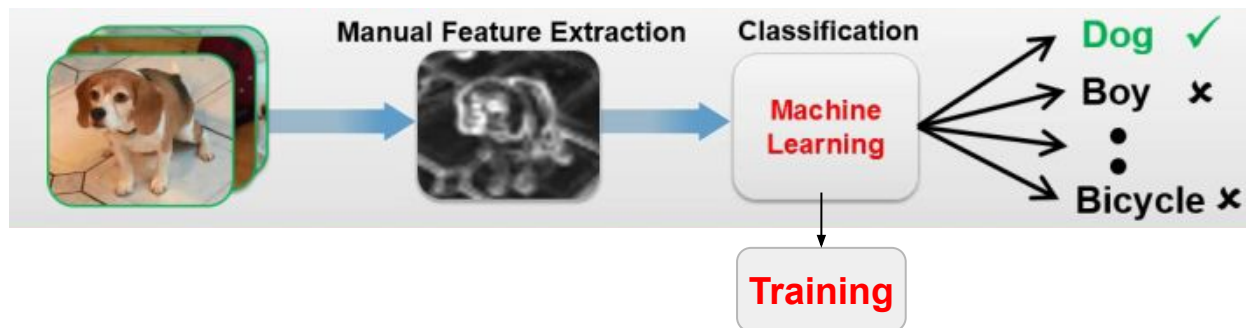 Manual Feature Extraction
Classification
Machine
Learning
Dog ✓
Boy ✗
Bicycle ✗
Training